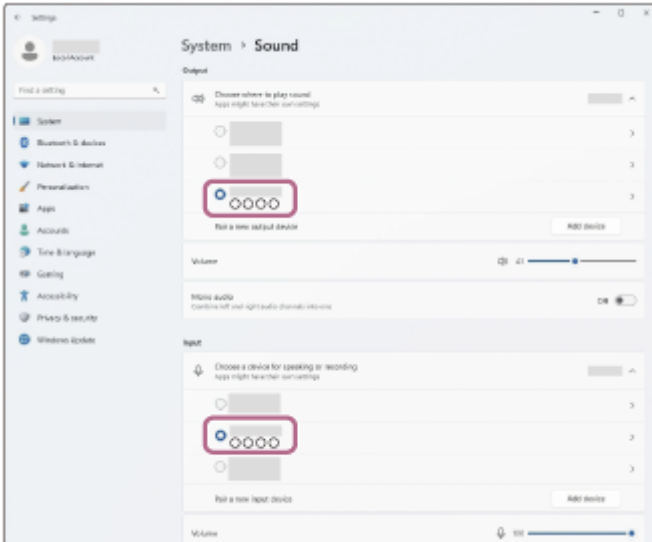 Settings
Local Account
Find a setting
System
Bluetooth & devices
Network & internet
Personalization
Apps
Accounts
Time & language
Gaming
Accessibility
Privacy & security
Windows Update
System > Sound
Output
Choose where to play sound
Apps might have their own settings
○○○○
Pair a new output device
Add device
Volume
41
Mono audio
Combine left and right audio channels into one
Off
Input
Choose a device for speaking or recording
Apps might have their own settings
○○○○
Pair a new input device
Add device
Volume
100